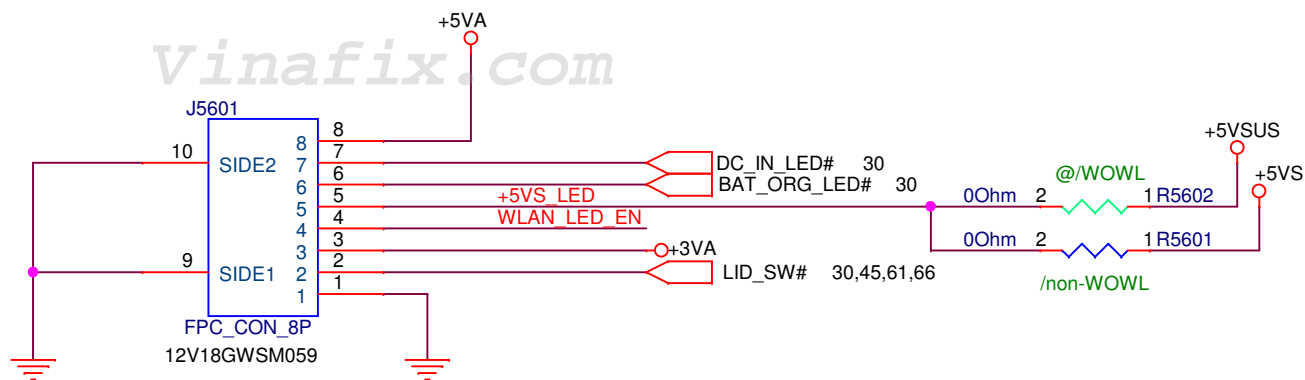 +5VA
Vinafix.com
J5601
8
8
10
SIDE2
7
7
DC_IN_LED# 30
6
6
BAT_ORG_LED# 30
5
5
+5VS_LED
4
4
WLAN_LED_EN
3
3
+3VA
9
SIDE1
2
2
LID_SW# 30,45,61,66
1
1
FPC_CON_8P
12V18GWSM059
+5VSUS
@/WOWL
+5VS
0Ohm 2 1 R5602
0Ohm 2 1 R5601
/non-WOWL